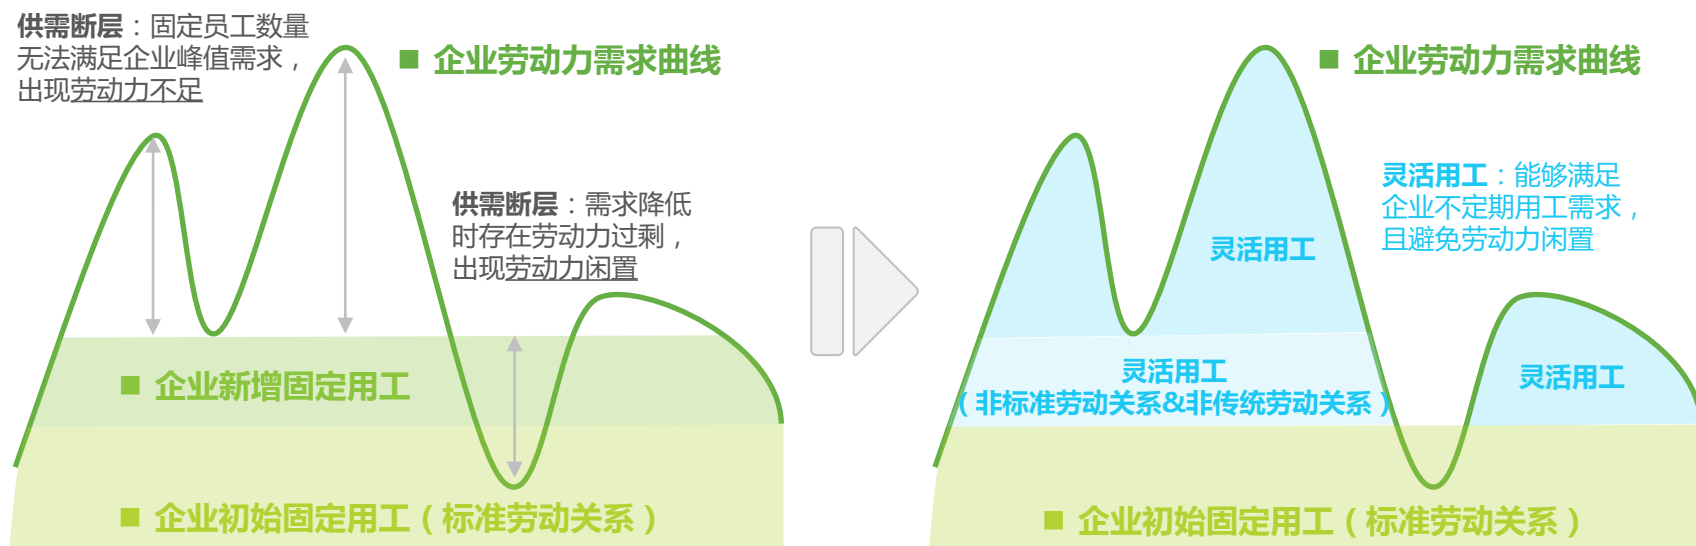 供需断层：固定员工数量
无法满足企业峰值需求，
出现劳动力不足
■ 企业劳动力需求曲线
供需断层：需求降低
时存在劳动力过剩，
出现劳动力闲置
■ 企业新增固定用工
■ 企业初始固定用工（标准劳动关系）
■ 企业劳动力需求曲线
灵活用工：能够满足
企业不定期用工需求，
且避免劳动力闲置
灵活用工
灵活用工
（非标准劳动关系&非传统劳动关系）
灵活用工
■ 企业初始固定用工（标准劳动关系）